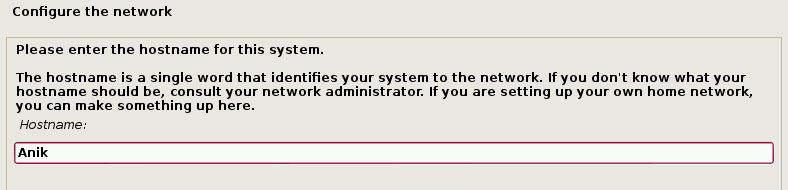 Configure the network
Please enter the hostname for this system.
The hostname is a single word that identifies your system to the network. If you don't know what your
hostname should be, consult your network administrator. If you are setting up your own home network,
you can make something up here.
Hostname:
Anik